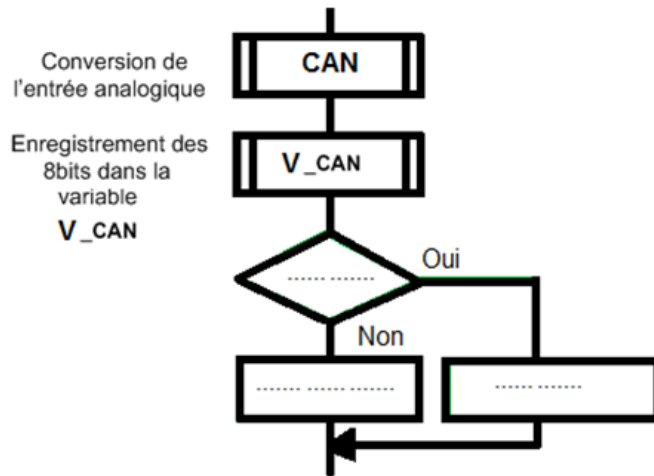 Conversion de
l'entrée analogique
CAN
Enregistrement des
8bits dans la
variable
V_CAN
V_CAN
...... .......
Oui
Non
....... ...... .......
...... .......